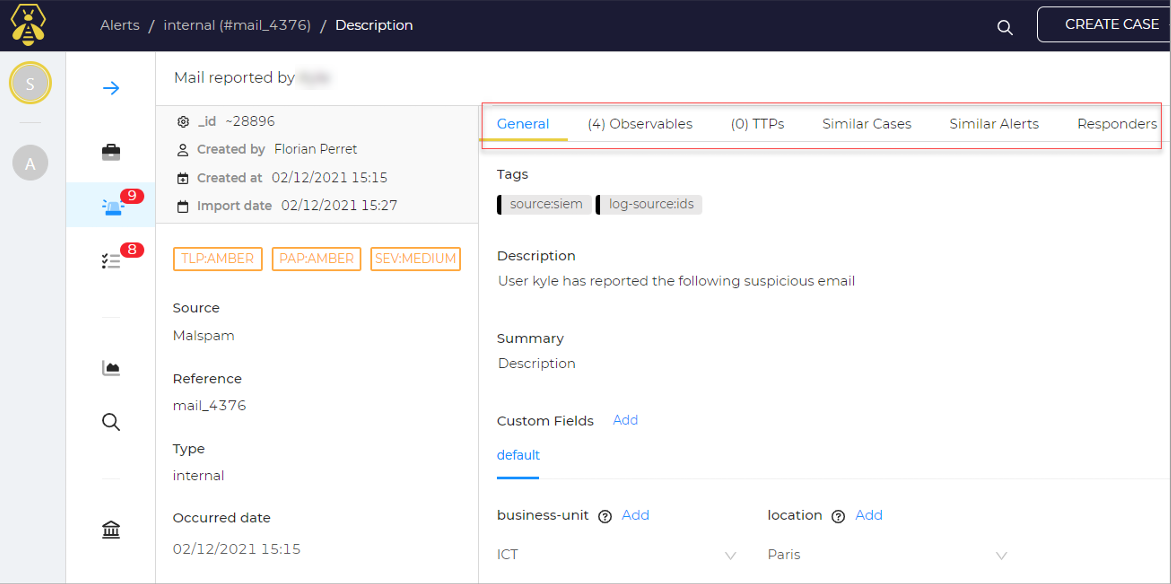 Alerts / internal (#mail_4376) / Description
CREATE CASE
S
A
9
8
Mail reported by
_id ~28896
Created by Florian Perret
Created at 02/12/2021 15:15
Import date 02/12/2021 15:27
TLP:AMBER PAP:AMBER SEV:MEDIUM
Source
Malspam
Reference
mail_4376
Type
internal
Occurred date
02/12/2021 15:15
General (4) Observables (0) TTPs Similar Cases Similar Alerts Responders
Tags
source:siem log-source:ids
Description
User kyle has reported the following suspicious email
Summary
Description
Custom Fields Add
default
business-unit ? Add location ? Add
ICT Paris